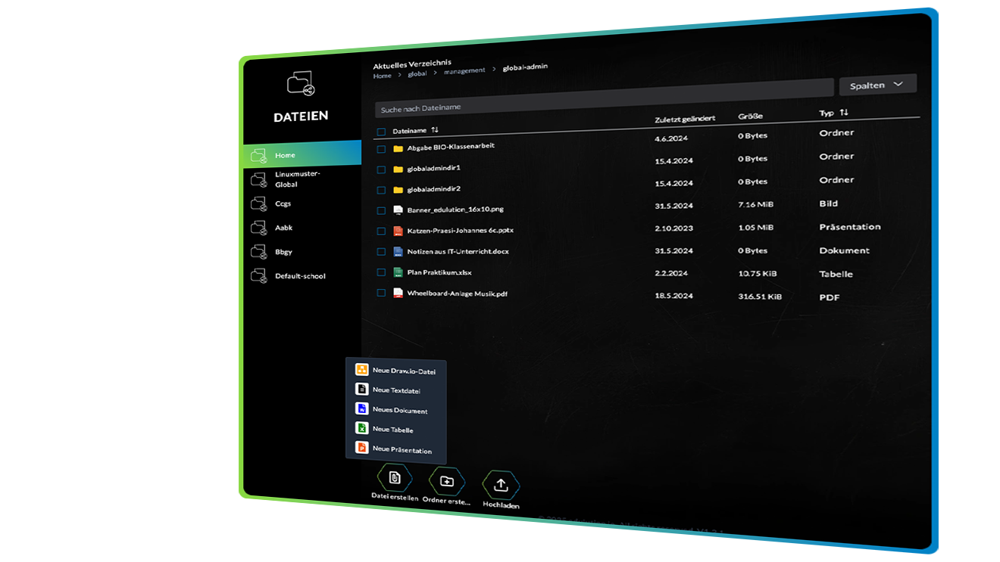 DATEIEN
Home
Linuxmuster-
Global
Ccgs
Aabk
Bbgy
Default-school
Aktuelles Verzeichnis
Home > global > management > global-admin
Suche nach Dateiname
Spalten
Dateiname Zuletzt geändert Größe Typ
Abgabe BIO-Klassenarbeit 4.6.2024 0 Bytes Ordner
globaladmindir1 15.4.2024 0 Bytes Ordner
globaladmindir2 15.4.2024 0 Bytes Ordner
Banner_edulution_16x10.png 31.5.2024 7.16 MiB Bild
Katzen-Praesi-Johannes 6c.pptx 2.10.2023 1.05 MiB Präsentation
Notizen aus IT-Unterricht.docx 31.5.2024 0 Bytes Dokument
Plan Praktikum.xlsx 2.2.2024 10.75 KiB Tabelle
Wheelboard-Anlage Musik.pdf 18.5.2024 316.51 KiB PDF
Neue Draw.io-Datei
Neue Textdatei
Neues Dokument
Neue Tabelle
Neue Präsentation
Datei erstellen Ordner erste... Hochladen